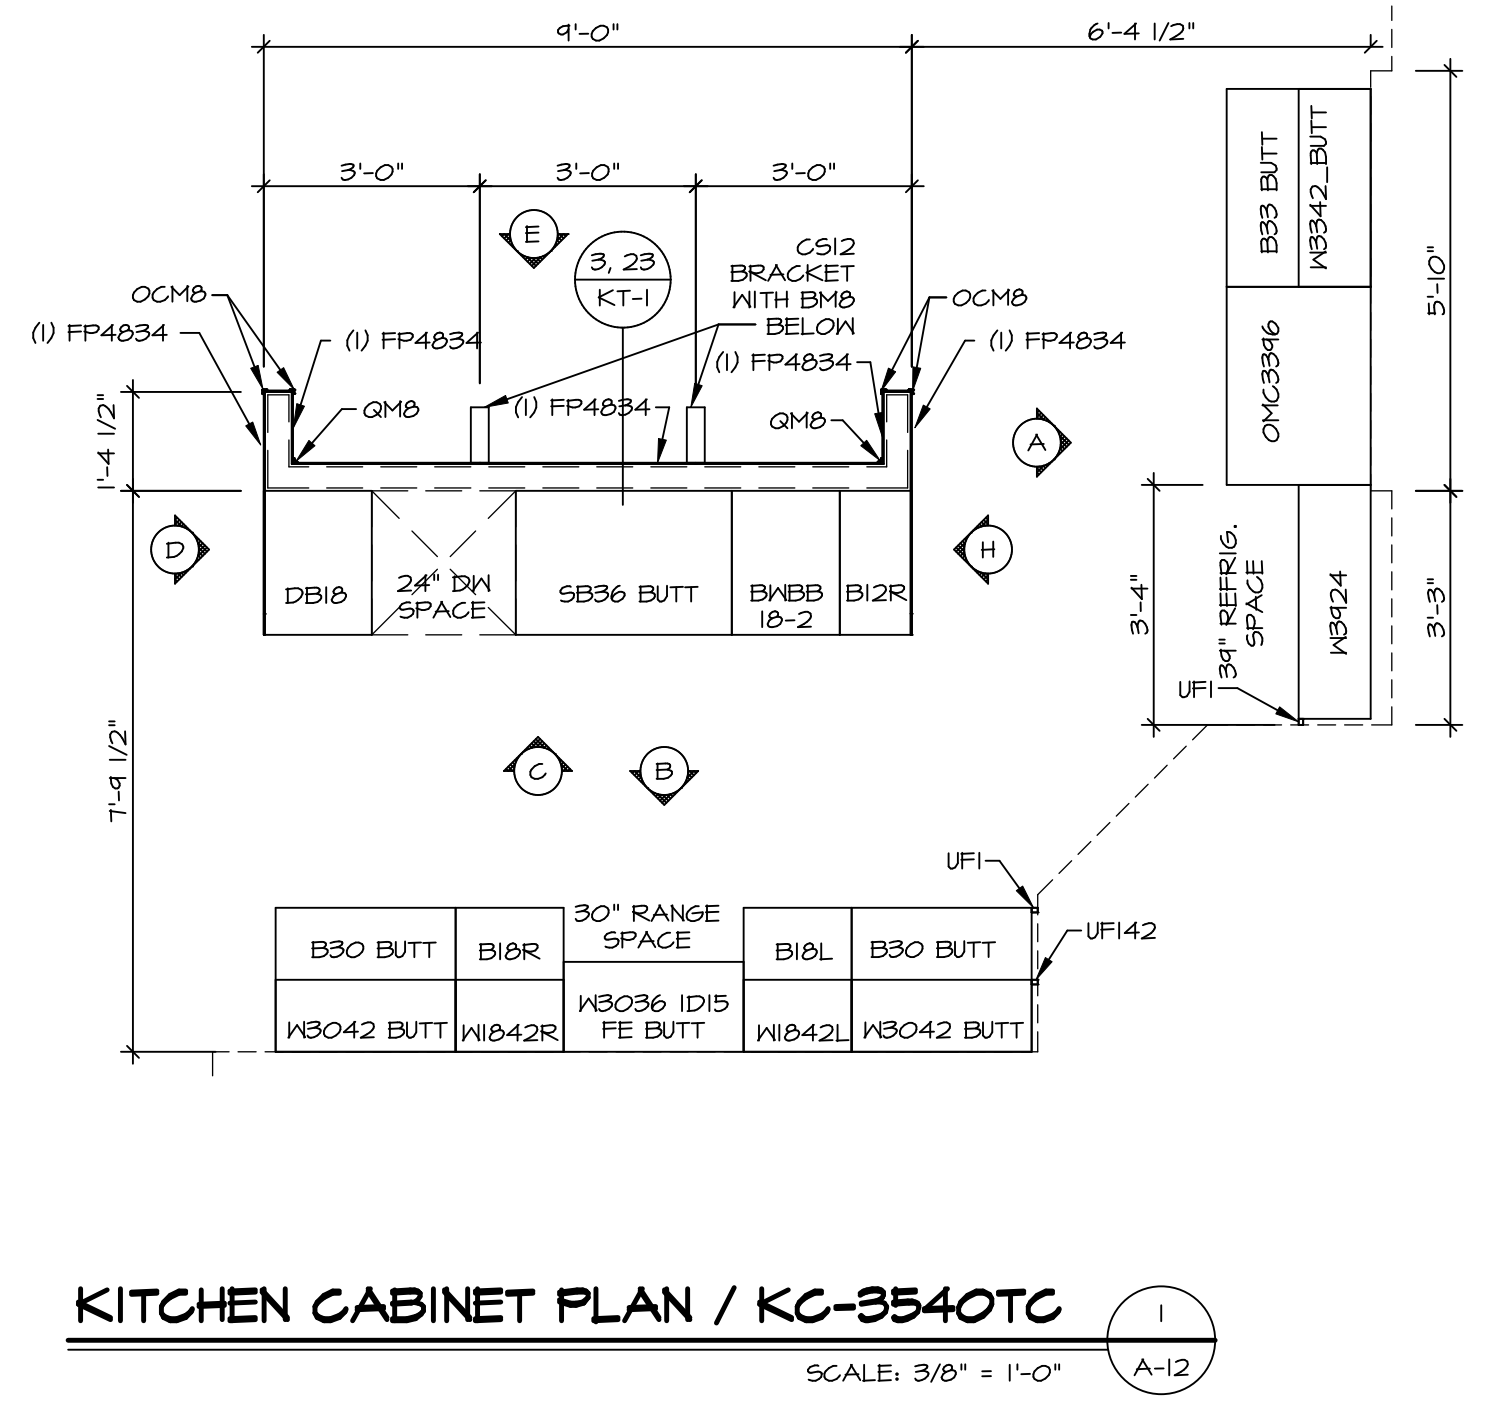 9'-0"
6'-4 1/2"
3'-0"
3'-0"
3'-0"
E
3, 23
KT-1
CS12
BRACKET
WITH BM8
BELOW
OCM8
(1) FP4834
(1) FP4834
QM8
(1) FP4834
(1) FP4834
QM8
OCM8
(1) FP4834
B33 BUTT
W3342_BUTT
5'-10"
OMC3396
1'-4 1/2"
A
D
H
DB18
24" DW
SPACE
SB36 BUTT
BWBB
18-2
B12R
3'-4"
39" REFRIG.
SPACE
W3924
3'-3"
UF1
7'-9 1/2"
C
B
UF1
UF142
B30 BUTT
B18R
30" RANGE
SPACE
B18L
B30 BUTT
W3042 BUTT
W1842R
W3036 1D15
FE BUTT
W1842L
W3042 BUTT
KITCHEN CABINET PLAN / KC-3540TC
1
A-12
SCALE: 3/8" = 1'-0"